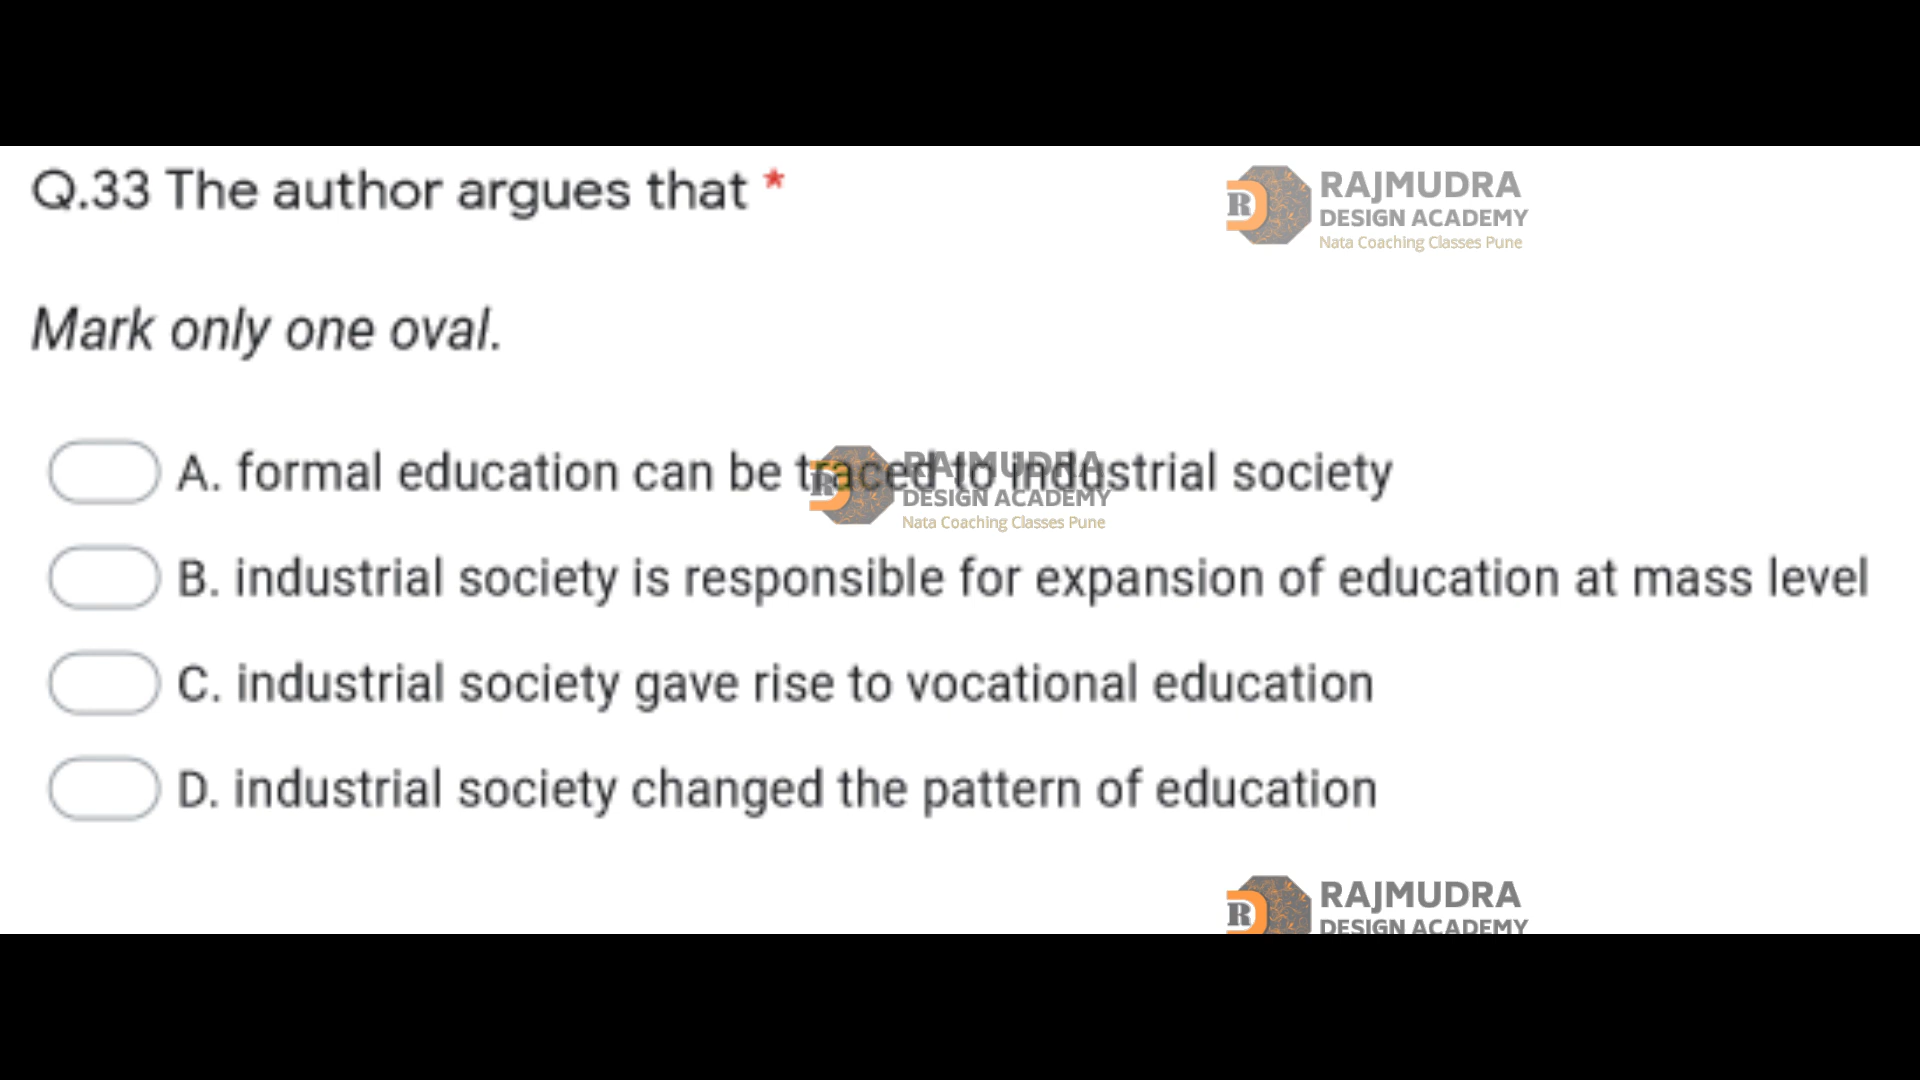 Q.33 The author argues that *
RAJMUDRA
DESIGN ACADEMY
Nata Coaching Classes Pune
Mark only one oval.
A. formal education can be traced to industrial society
RAJMUDRA
DESIGN ACADEMY
Nata Coaching Classes Pune
B. industrial society is responsible for expansion of education at mass level
C. industrial society gave rise to vocational education
D. industrial society changed the pattern of education
RAJMUDRA
DESIGN ACADEMY